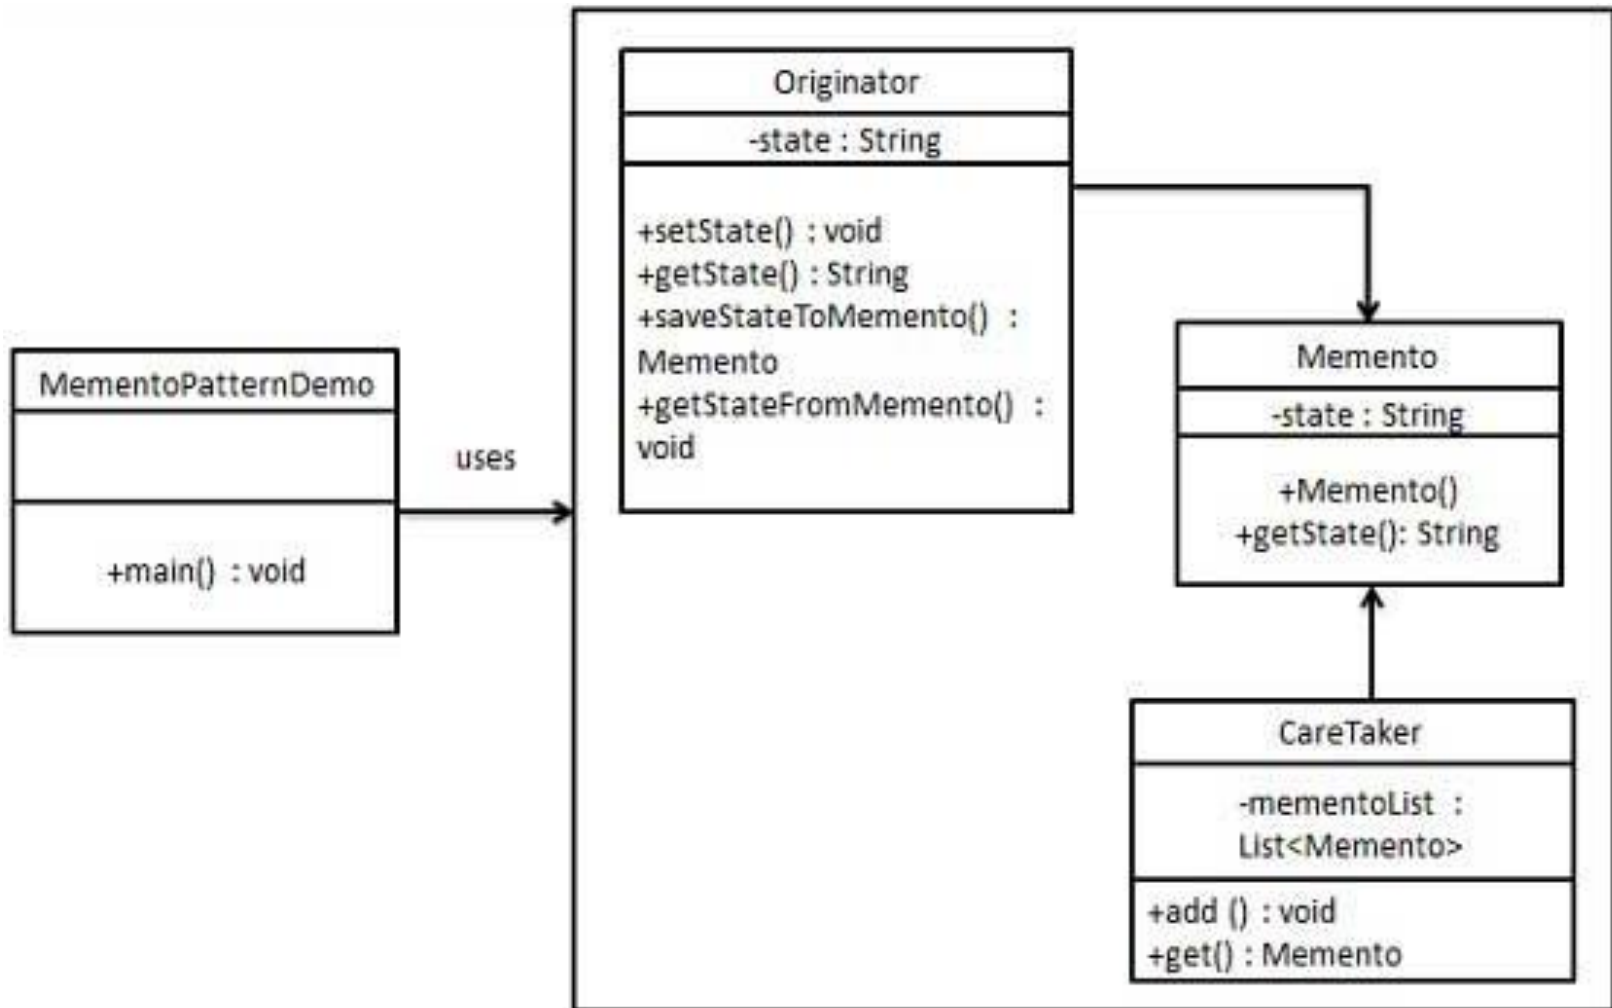 Originator
-state : String
+setState() : void
+getState() : String
+saveStateToMemento() :
Memento
+getStateFromMemento() :
void
MementoPatternDemo
+main() : void
uses
Memento
-state : String
+Memento()
+getState(): String
CareTaker
-mementoList :
List<Memento>
+add () : void
+get() : Memento